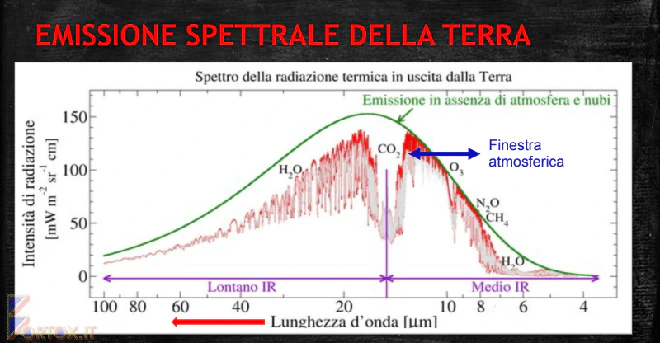 EMISSIONE SPETTRALE DELLA TERRA
Spettro della radiazione termica in uscita dalla Terra
Emissione in assenza di atmosfera e nubi
Intensità di radiazione
[mW m⁻² sr⁻¹ cm]
150
100
50
0
H₂O
CO₂
Finestra
atmosferica
O₃
N₂O
CH₄
H₂O
Lontano IR
Medio IR
100 80 60 40 20 10 8 6 4
Lunghezza d'onda [μm]